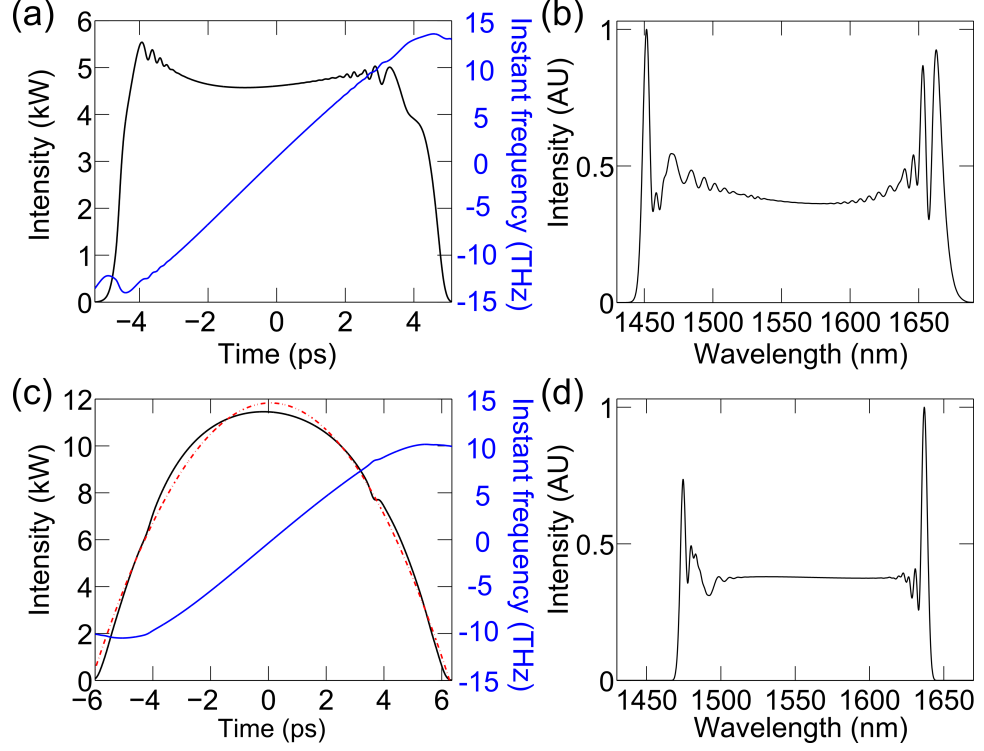 (a)
6
5
4
3
2
1
0
Intensity (kW)
15
10
5
0
-5
-10
-15
Instant frequency (THz)
−4 −2 0 2 4
Time (ps)
(b)
1
0.5
0
Intensity (AU)
1450 1500 1550 1600 1650
Wavelength (nm)
(c)
12
10
8
6
4
2
0
Intensity (kW)
15
10
5
0
-5
-10
-15
Instant frequency (THz)
−6 −4 −2 0 2 4 6
Time (ps)
(d)
1
0.5
0
Intensity (AU)
1450 1500 1550 1600 1650
Wavelength (nm)